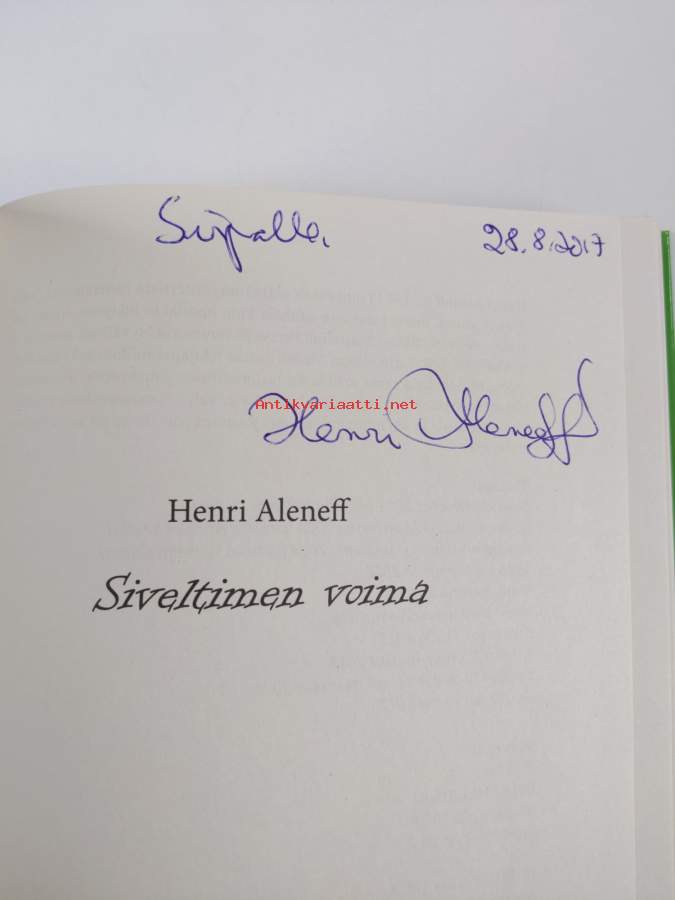 Sirpalle, 28.8.2017
Antikvariaatti.net
Henri Aleneff
Henri Aleneff
Siveltimen voima